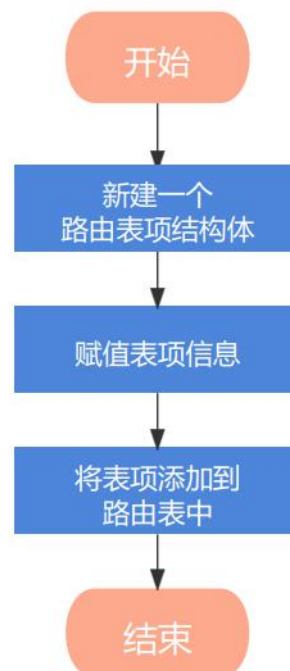 开始
新建一个
路由表项结构体
赋值表项信息
将表项添加到
路由表中
结束